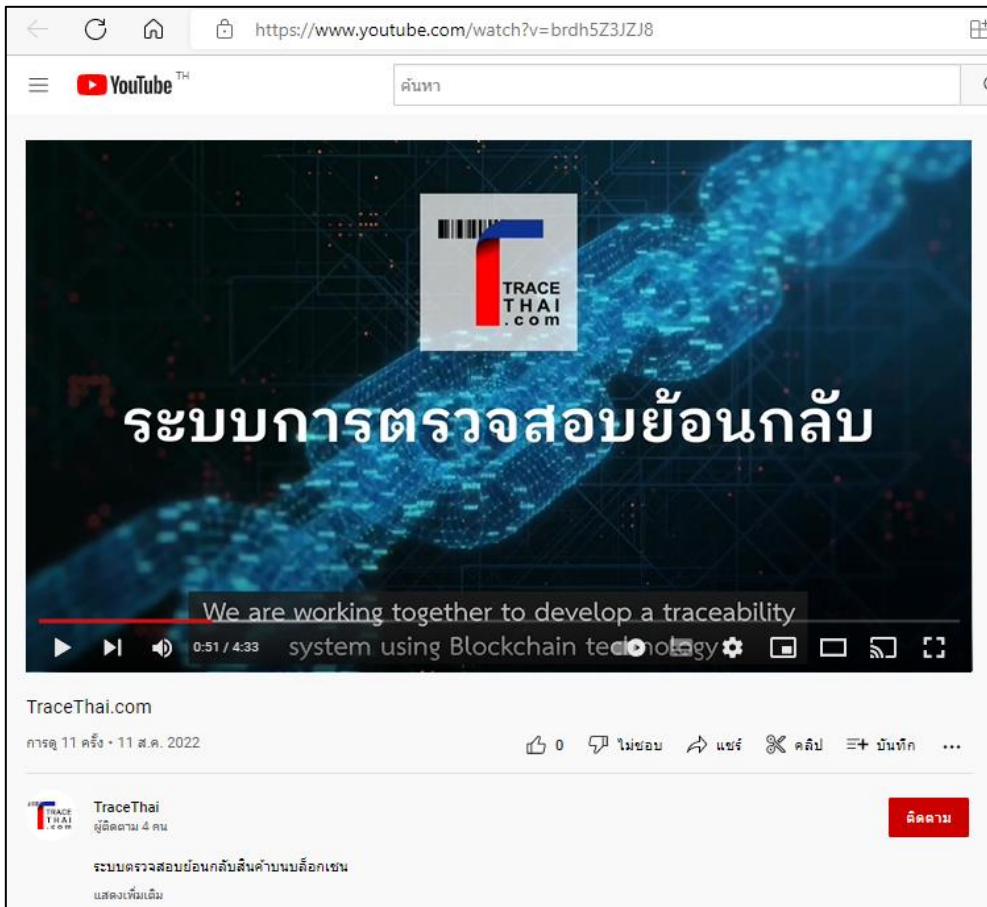 https://www.youtube.com/watch?v=brdh5Z3JZJ8
YouTube TH
ค้นหา
TRACE
THAI
.com
ระบบการตรวจสอบย้อนกลับ
We are working together to develop a traceability
system using Blockchain technology
0:51 / 4:33
TraceThai.com
การดู 11 ครั้ง • 11 ส.ค. 2022
0 ไม่ชอบ แชร์ คลิป บันทึก ...
TRACE
THAI
.com
TraceThai
ผู้ติดตาม 4 คน
ติดตาม
ระบบตรวจสอบย้อนกลับสินค้าบนบล็อกเชน
แสดงเพิ่มเติม